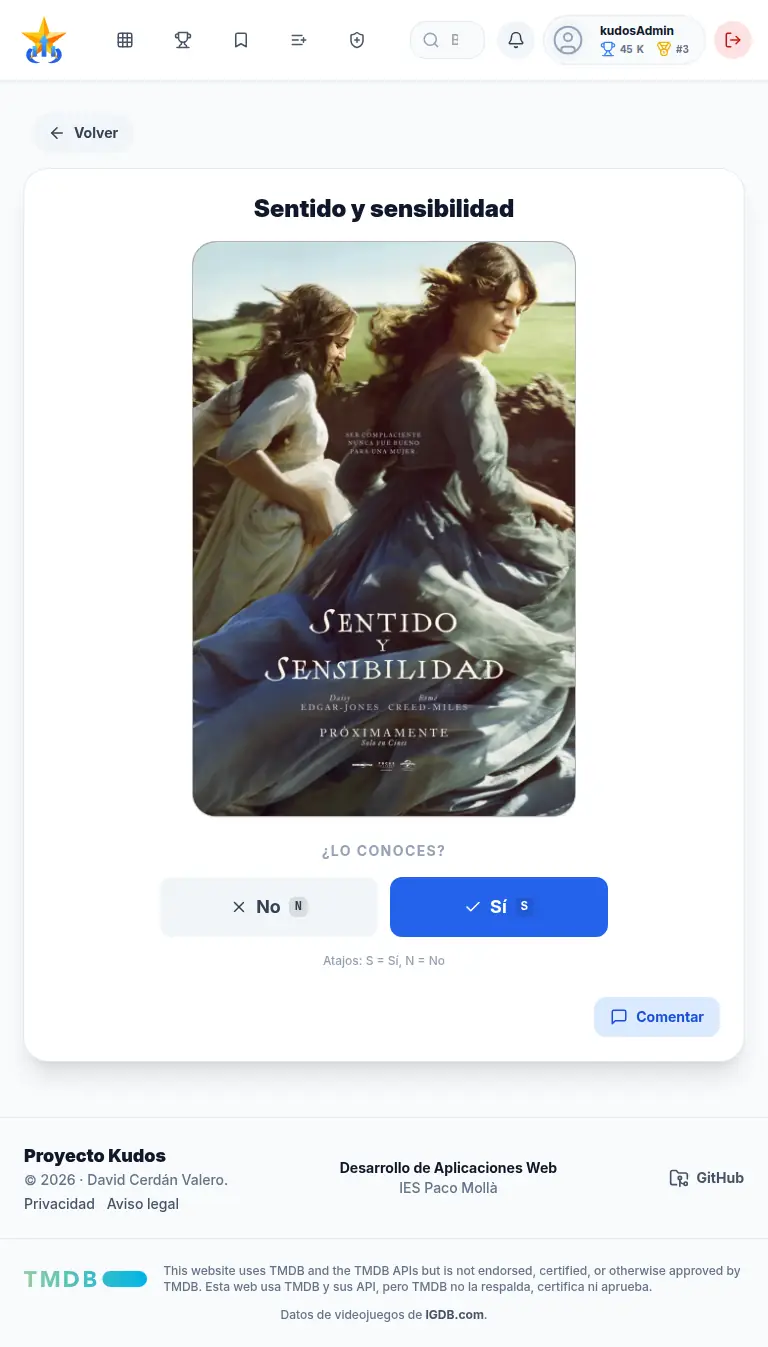 B
kudosAdmin
45 K
#3
Volver
Sentido y sensibilidad
SER COMPLACIENTE
NUNCA FUE BUENO
PARA UNA MUJER.
SENTIDO
Y
SENSIBILIDAD
Daisy Esmé
EDGAR-JONES CREED-MILES
PRÓXIMAMENTE
Solo en Cines
¿LO CONOCES?
No N
Sí S
Atajos: S = Sí, N = No
Comentar
Proyecto Kudos
© 2026 · David Cerdán Valero.
Privacidad Aviso legal
Desarrollo de Aplicaciones Web
IES Paco Mollà
GitHub
TMDB
This website uses TMDB and the TMDB APIs but is not endorsed, certified, or otherwise approved by
TMDB. Esta web usa TMDB y sus API, pero TMDB no la respalda, certifica ni aprueba.
Datos de videojuegos de IGDB.com.